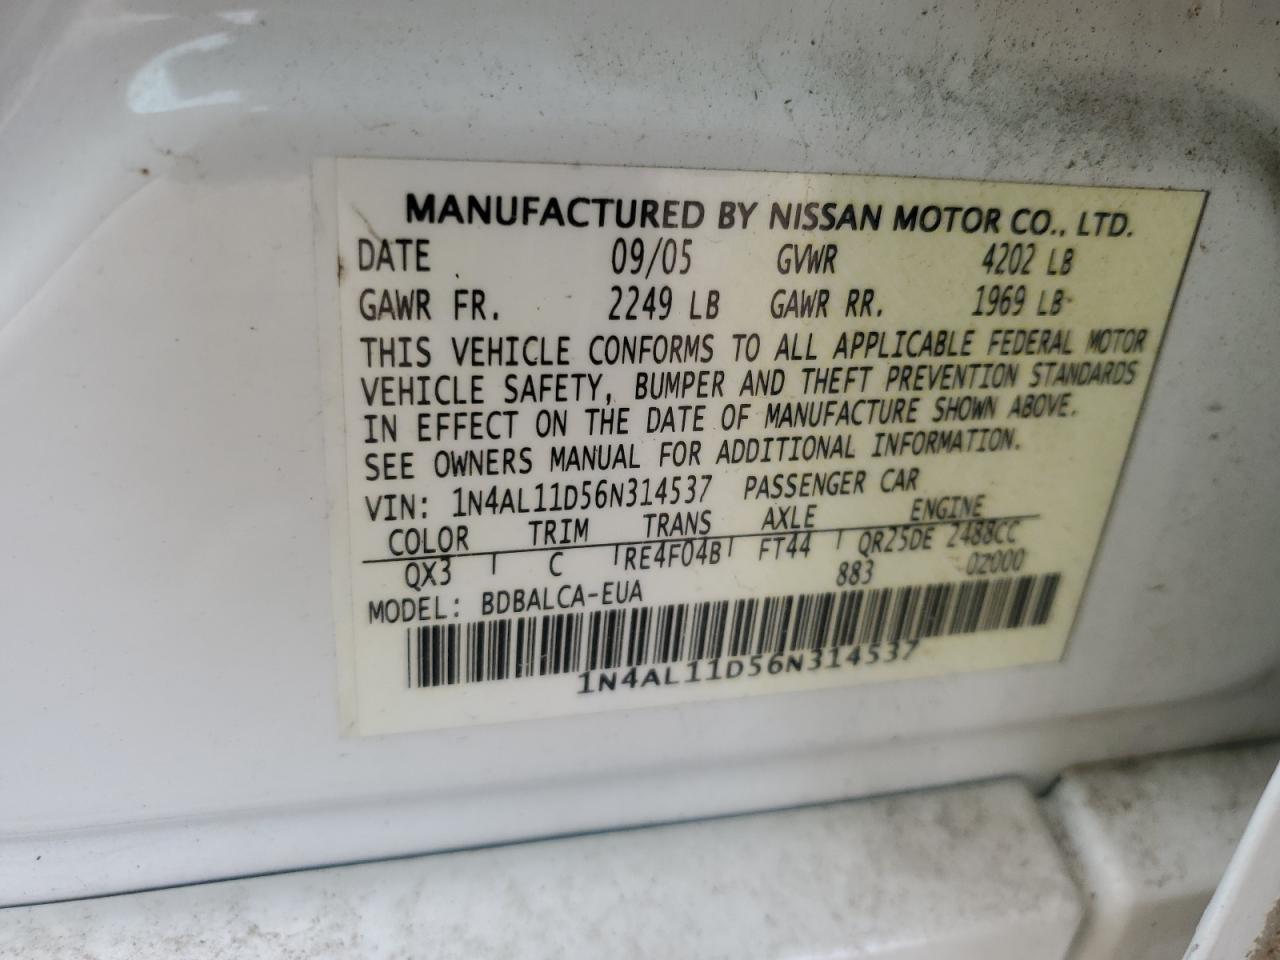 MANUFACTURED BY NISSAN MOTOR CO., LTD.
DATE 09/05 GVWR 4202 LB
GAWR FR. 2249 LB GAWR RR. 1969 LB
THIS VEHICLE CONFORMS TO ALL APPLICABLE FEDERAL MOTOR
VEHICLE SAFETY, BUMPER AND THEFT PREVENTION STANDARDS
IN EFFECT ON THE DATE OF MANUFACTURE SHOWN ABOVE.
SEE OWNERS MANUAL FOR ADDITIONAL INFORMATION.
VIN: 1N4AL11D56N314537 PASSENGER CAR
COLOR TRIM TRANS AXLE ENGINE
QX3 C RE4F04B FT44 QR25DE 2488CC
MODEL: BDBALCA-EUA 883 0Z000
1N4AL11D56N314537